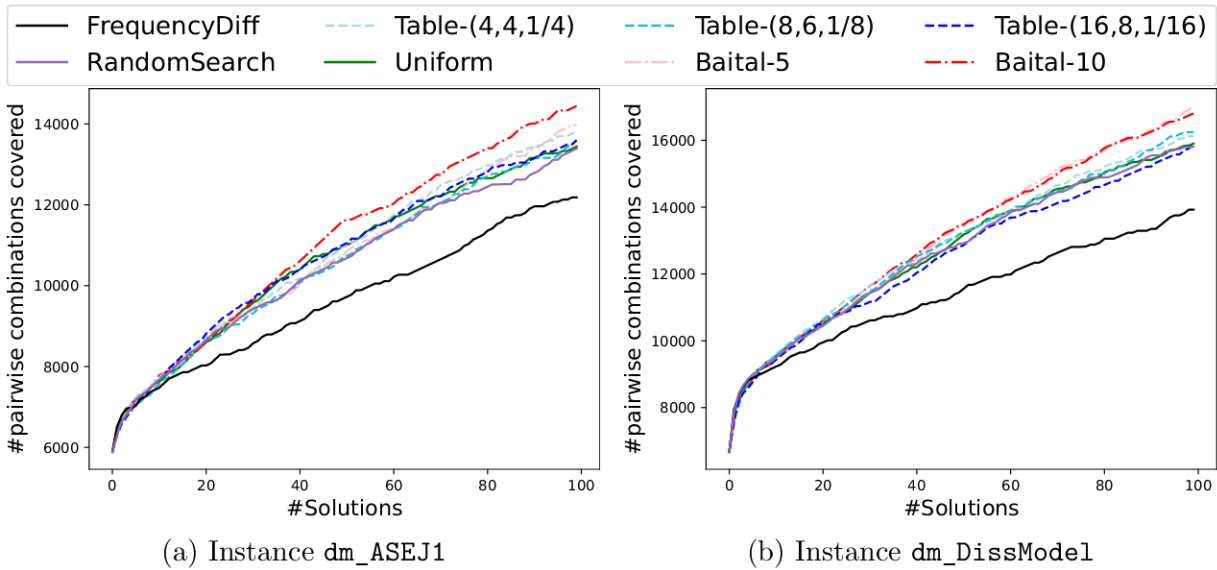 FrequencyDiff Table-(4,4,1/4) Table-(8,6,1/8) Table-(16,8,1/16)
RandomSearch Uniform Baital-5 Baital-10
#pairwise combinations covered
14000
12000
10000
8000
6000
0 20 40 60 80 100
#Solutions
(a) Instance dm_ASEJ1
#pairwise combinations covered
16000
14000
12000
10000
8000
0 20 40 60 80 100
#Solutions
(b) Instance dm_DissModel